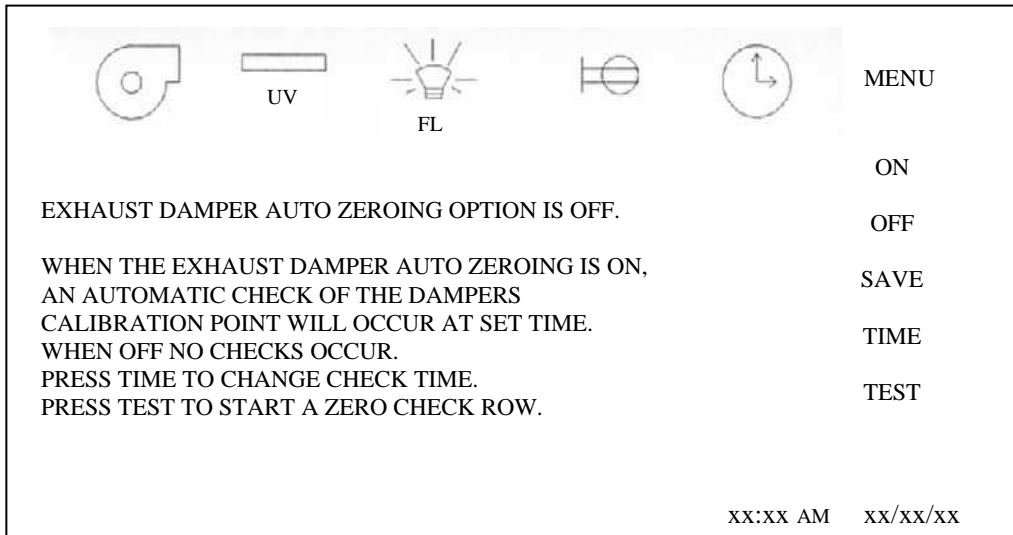 UV
FL
MENU
ON
EXHAUST DAMPER AUTO ZEROING OPTION IS OFF.
OFF
WHEN THE EXHAUST DAMPER AUTO ZEROING IS ON,
AN AUTOMATIC CHECK OF THE DAMPERS
CALIBRATION POINT WILL OCCUR AT SET TIME.
WHEN OFF NO CHECKS OCCUR.
PRESS TIME TO CHANGE CHECK TIME.
PRESS TEST TO START A ZERO CHECK ROW.
SAVE
TIME
TEST
xx:xx AM xx/xx/xx